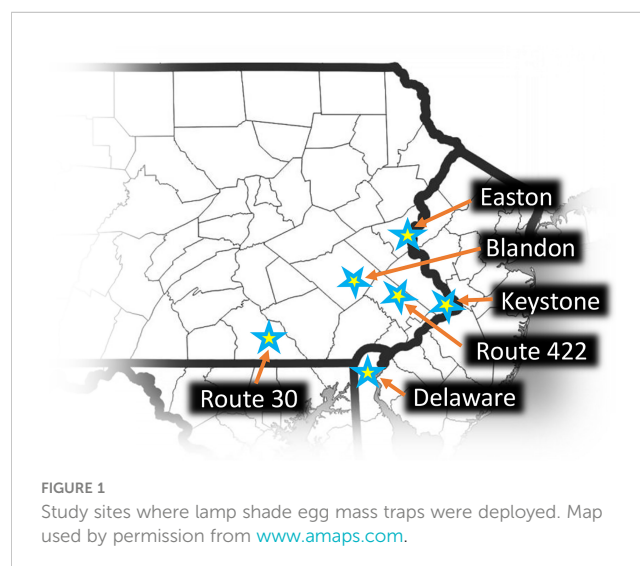 Easton
Blandon
Keystone
Route 422
Route 30
Delaware
FIGURE 1
Study sites where lamp shade egg mass traps were deployed. Map
used by permission from www.amaps.com.